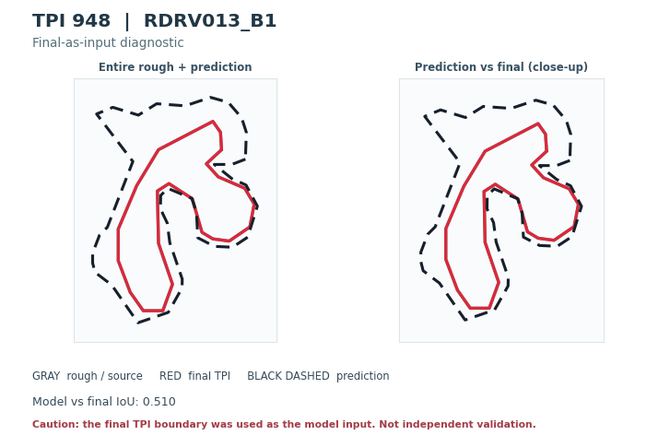 TPI 948 | RDRV013_B1
Final-as-input diagnostic
Entire rough + prediction
Prediction vs final (close-up)
GRAY rough / source RED final TPI BLACK DASHED prediction
Model vs final IoU: 0.510
Caution: the final TPI boundary was used as the model input. Not independent validation.